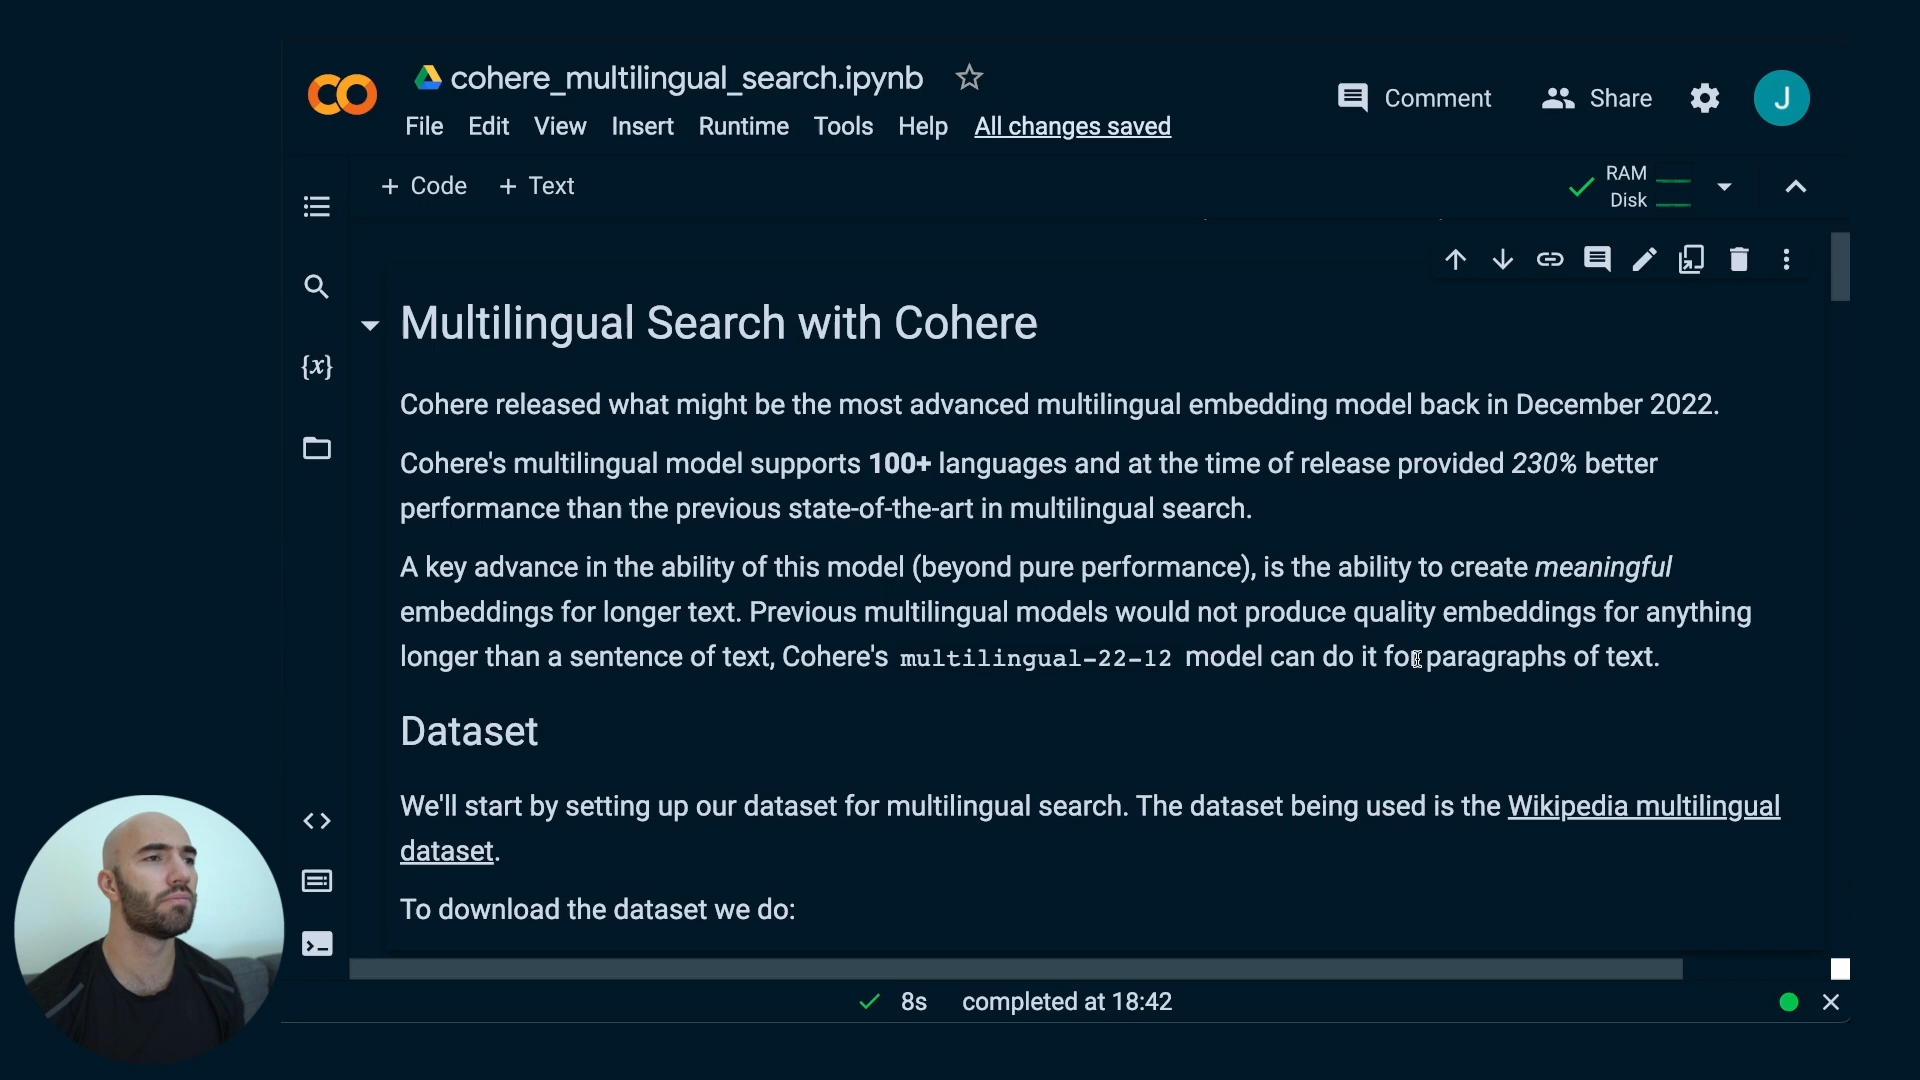 cohere_multilingual_search.ipynb
Comment Share J
File Edit View Insert Runtime Tools Help All changes saved
+ Code + Text
RAM
Disk
{x}
Multilingual Search with Cohere
Cohere released what might be the most advanced multilingual embedding model back in December 2022.
Cohere's multilingual model supports 100+ languages and at the time of release provided 230% better
performance than the previous state-of-the-art in multilingual search.
A key advance in the ability of this model (beyond pure performance), is the ability to create meaningful
embeddings for longer text. Previous multilingual models would not produce quality embeddings for anything
longer than a sentence of text, Cohere's multilingual-22-12 model can do it for paragraphs of text.
Dataset
We'll start by setting up our dataset for multilingual search. The dataset being used is the Wikipedia multilingual
dataset.
To download the dataset we do:
8s completed at 18:42